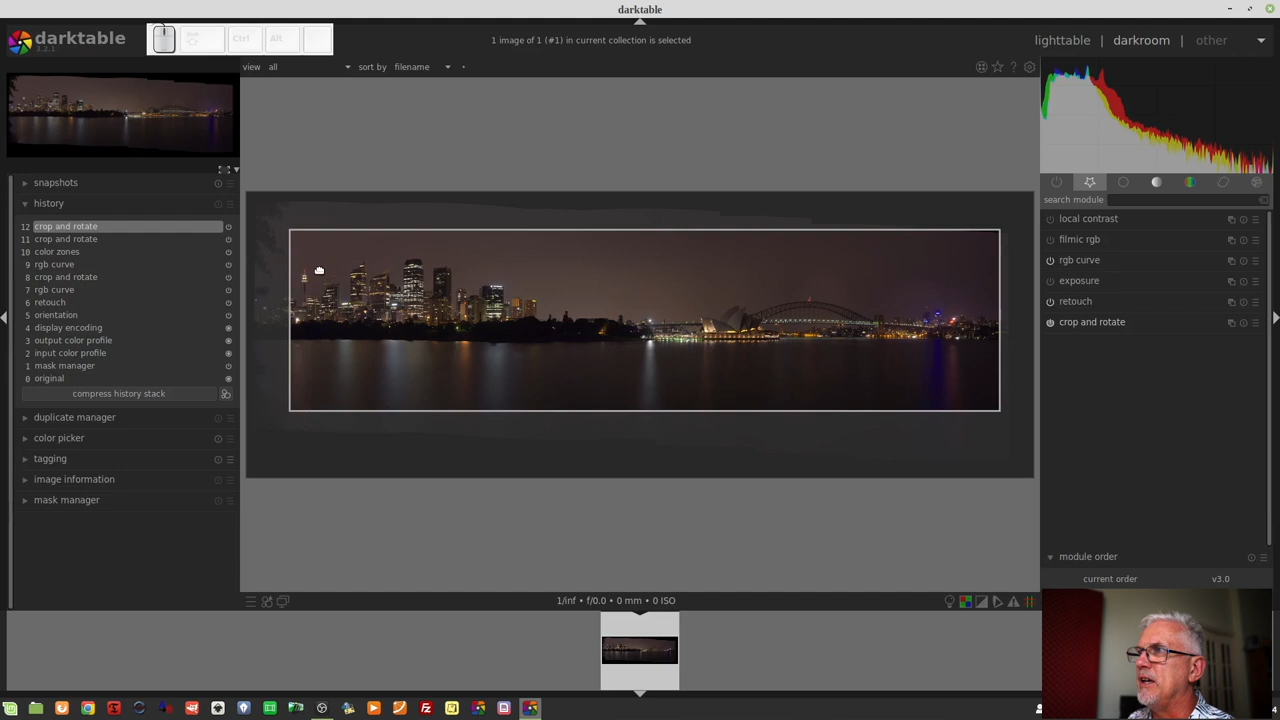 darktable
darktable
3.2.1
Ctrl
Alt
1 image of 1 (#1) in current collection is selected
lighttable | darkroom | other
view all sort by filename
snapshots
history
12 crop and rotate
11 crop and rotate
10 color zones
9 rgb curve
8 crop and rotate
7 rgb curve
6 retouch
5 orientation
4 display encoding
3 output color profile
2 input color profile
1 mask manager
0 original
compress history stack
duplicate manager
color picker
tagging
image information
mask manager
search module
local contrast
filmic rgb
rgb curve
exposure
retouch
crop and rotate
module order
current order v3.0
1/inf • f/0.0 • 0 mm • 0 ISO